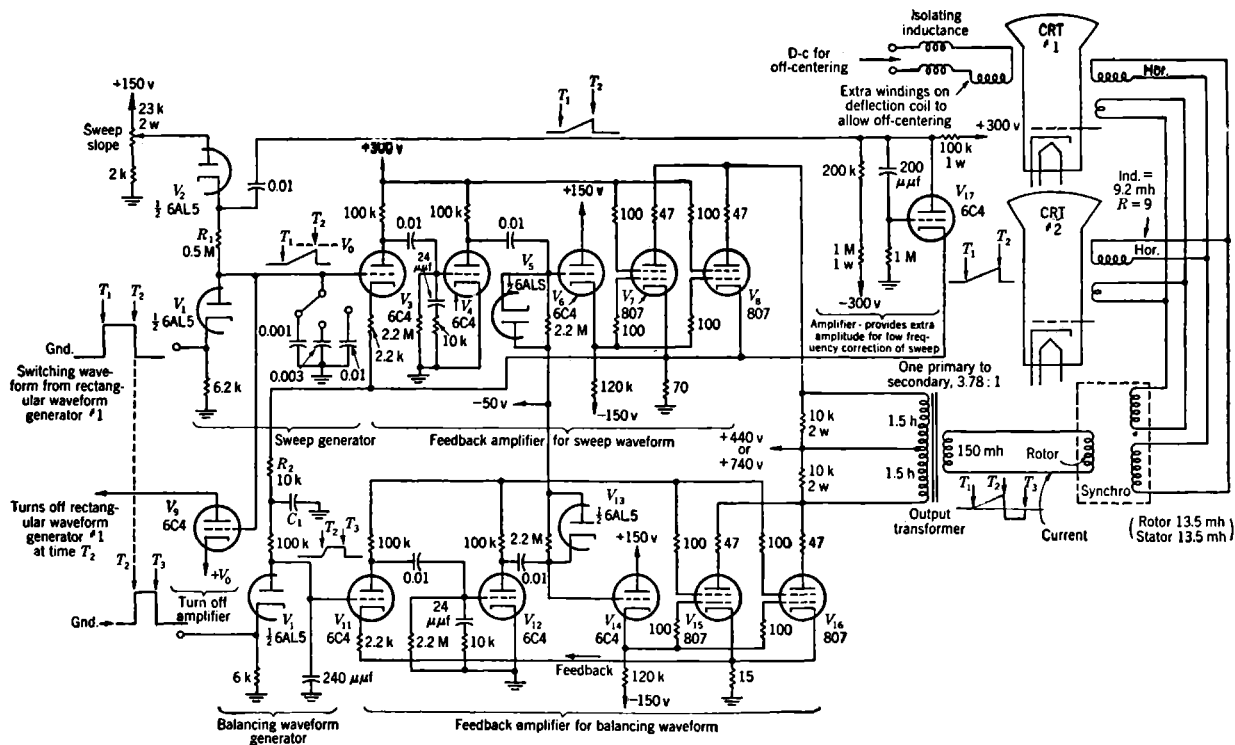 Isolating
inductance
D-c for
off-centering
Extra windings on
deflection coil to
allow off-centering
CRT
#1
Hor.
+150 v
23 k
2 w
Sweep
slope
2 k
V2
½ 6AL5
0.01
R1
0.5 M
T1
T2
T1
T2
V0
+300 v
100 k
0.01
100 k
0.01
24
μμf
V3
6C4
2.2 M
2.2 k
V4
6C4
10 k
V5
½ 6AL5
+150 v
V6
6C4
2.2 M
100
47
100
47
V7
807
V8
807
100
100
120 k
−150 v
70
200 k
200
μμf
100 k
1 w
+300 v
V17
6C4
1 M
1 w
1 M
−300 v
T1
T2
Amplifier - provides extra
amplitude for low fre-
quency correction of sweep
Ind. =
9.2 mh
R = 9
CRT
#2
Hor.
T1
T2
Gnd.
V1
½ 6AL5
6.2 k
0.001
0.003
0.01
Switching wave-
form from rectang-
ular waveform
generator #1
Sweep generator
Feedback amplifier for sweep waveform
−50 v
One primary to
secondary, 3.78 : 1
10 k
2 w
+440 v
or
+740 v
10 k
2 w
1.5 h
1.5 h
150 mh
Rotor
Synchro
T1
T2
T3
Output
transformer
Current
(Rotor 13.5 mh
Stator 13.5 mh)
R2
10 k
C1
100 k
T2
T3
Turns off rectangular
waveform
generator #1
at time T2
V9
6C4
+V0
Turn off
amplifier
T2
T3
Gnd.
V1
½ 6AL5
6 k
240 μμf
100 k
0.01
V11
6C4
2.2 k
2.2 M
24
μμf
10 k
100 k
2.2 M
0.01
V12
6C4
V13
½ 6AL5
+150 v
V14
6C4
100
47
100
47
V15
807
V16
807
100
100
Feedback
120 k
−150 v
15
Balancing waveform
generator
Feedback amplifier for balancing waveform